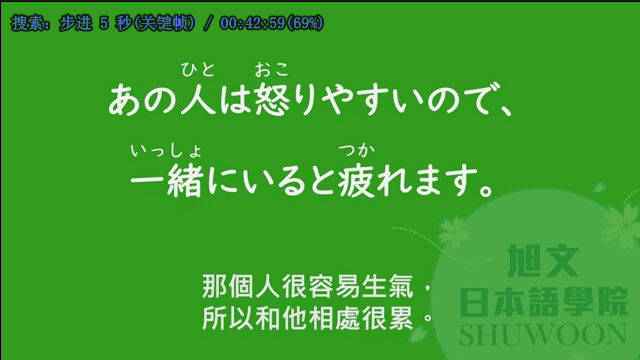 搜索: 步进 5 秒(关键帧) / 00:42:59(69%)
ひと おこ
あの人は怒りやすいので、
いっしょ つか
一緒にいると疲れます。
那個人很容易生氣，
所以和他相處很累。
旭文
日本語學院
SHUWOON